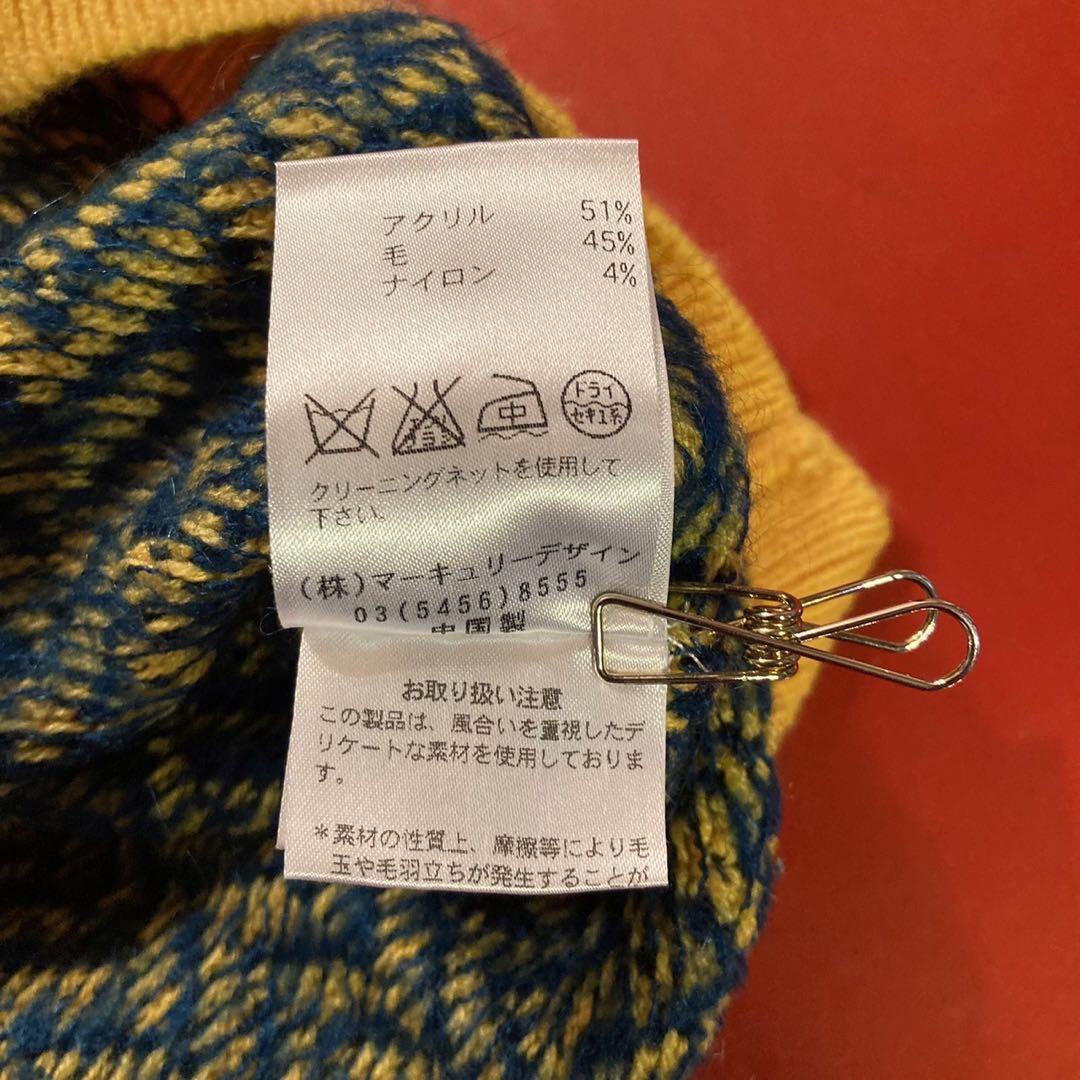 アクリル 51%
毛 45%
ナイロン 4%
中
ドライ
セキユ系
クリーニングネットを使用して
下さい。
(株)マーキュリーデザイン
03(5456)8555
中国製
お取り扱い注意
この製品は、風合いを重視したデ
リケートな素材を使用しておりま
す。
*素材の性質上、摩擦等により毛
玉や毛羽立ちが発生することが